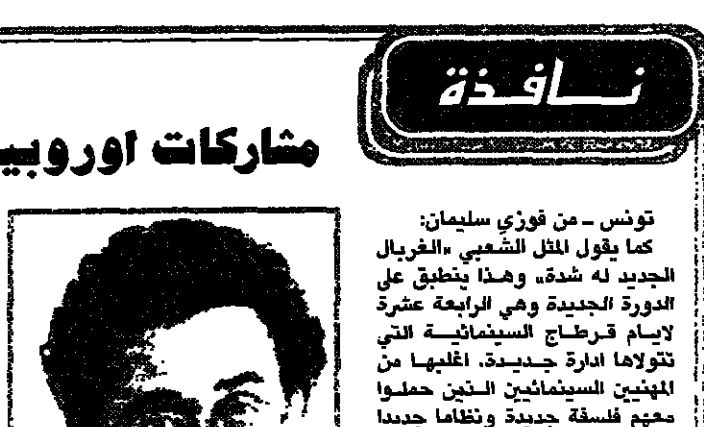 نافذة
مشاركات اوروبي
تونس ـ من فوزي سليمان:
كما يقول المثل الشعبي «الغربال
الجديد له شدة» وهذا ينطبق على
الدورة الجديدة وهي الرابعة عشرة
لايام قرطاج السينمائية التي
تتولاها ادارة جديدة، اغلبها من
المهنيين السينمائيين الذين حملوا
معهم فلسفة جديدة ونظاما جديدا